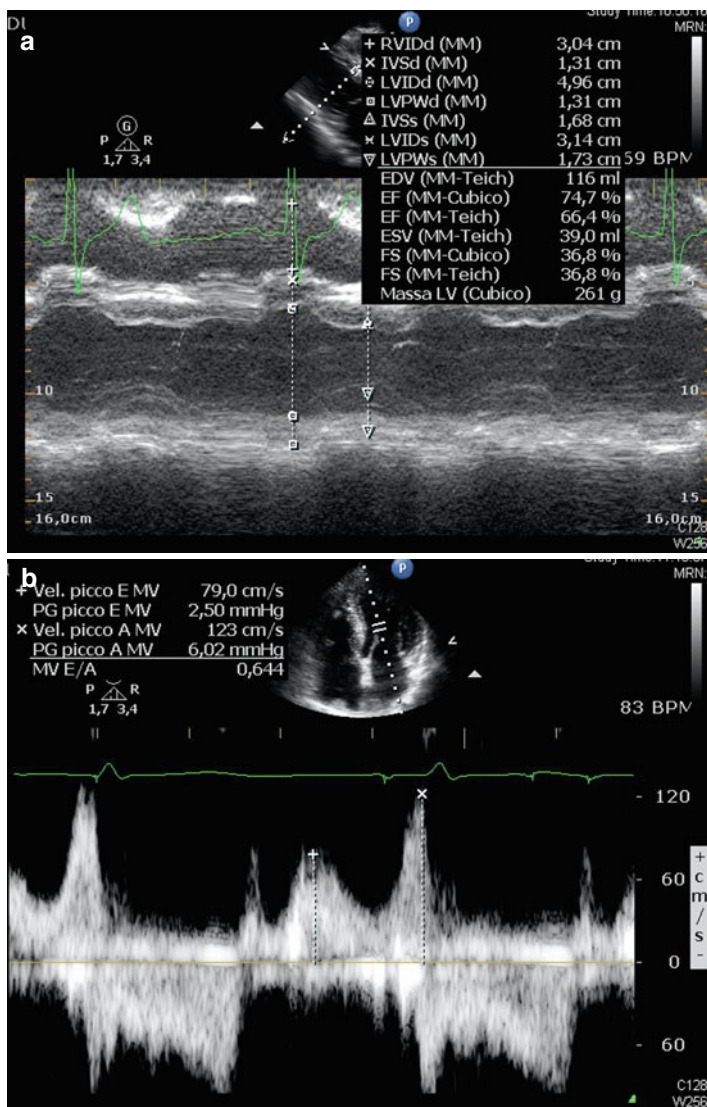 DI
Study Time:16:50:16
MRN:
a
P
RVIDd (MM) 3,04 cm
IVSd (MM) 1,31 cm
LVIDd (MM) 4,96 cm
LVPWd (MM) 1,31 cm
IVSs (MM) 1,68 cm
LVIDs (MM) 3,14 cm
LVPWs (MM) 1,73 cm
EDV (MM-Teich) 116 ml
EF (MM-Cubico) 74,7 %
EF (MM-Teich) 66,4 %
ESV (MM-Teich) 39,0 ml
FS (MM-Cubico) 36,8 %
FS (MM-Teich) 36,8 %
Massa LV (Cubico) 261 g
G
P R
1,7 3,4
59 BPM
5 5
10 10
15 15
16,0cm 16,0cm
C128
W256
b
P
MRN:
+ Vel. picco E MV 79,0 cm/s
PG picco E MV 2,50 mmHg
× Vel. picco A MV 123 cm/s
PG picco A MV 6,02 mmHg
MV E/A 0,644
P R
1,7 3,4
83 BPM
120
60
+
c
m
/
s
-
0
60
C128
W256